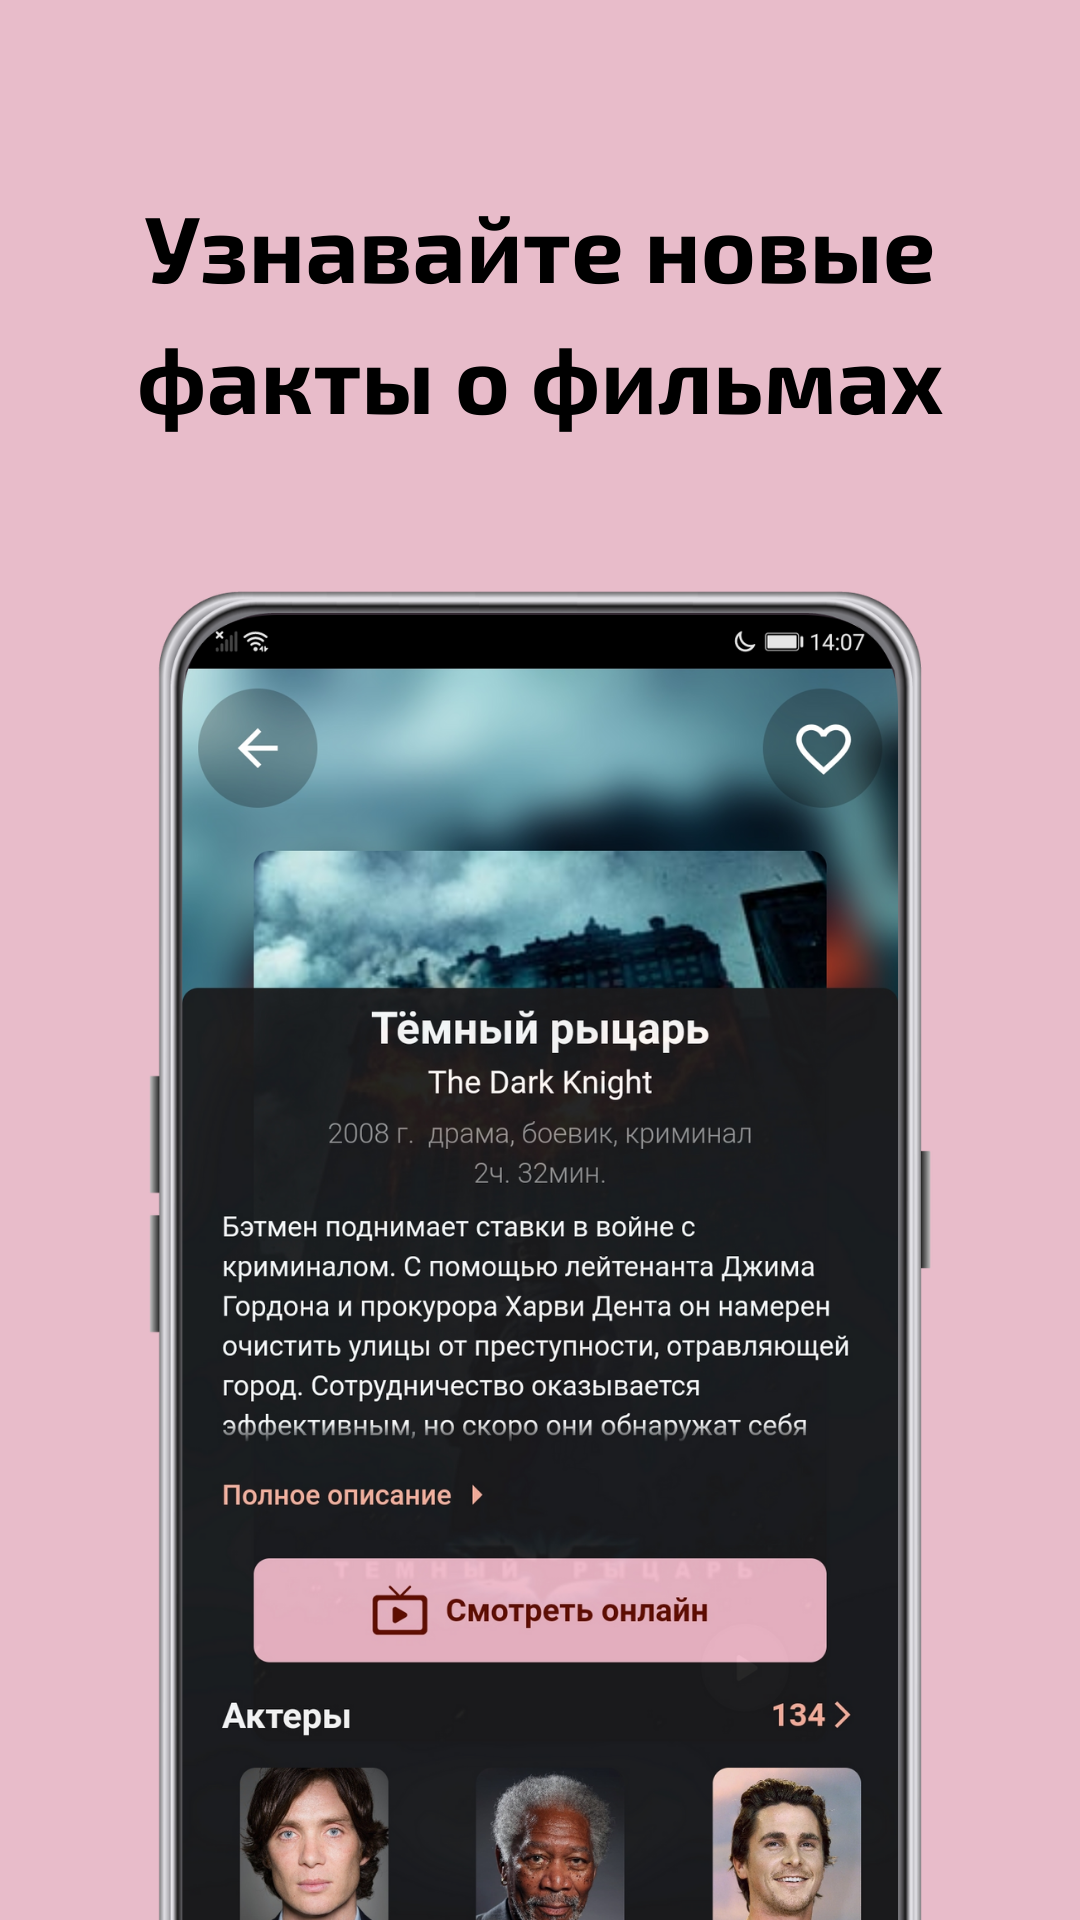 Узнавайте новые
факты о фильмах
14:07
Тёмный рыцарь
The Dark Knight
2008 г. драма, боевик, криминал
2ч. 32мин.
Бэтмен поднимает ставки в войне с
криминалом. С помощью лейтенанта Джима
Гордона и прокурора Харви Дента он намерен
очистить улицы от преступности, отравляющей
город. Сотрудничество оказывается
эффективным, но скоро они обнаружат себя
Полное описание
ТЕМНЫЙ РЫЦАРЬ
Смотреть онлайн
Актеры 134